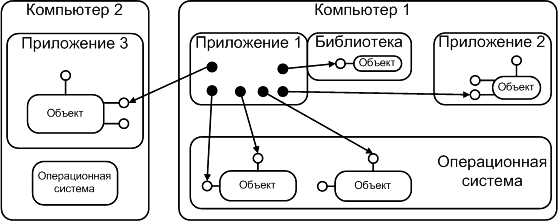 Компьютер 2
Приложение 3
Объект
Операционная
система
Компьютер 1
Приложение 1
Библиотека
Объект
Приложение 2
Объект
Объект
Объект
Операционная
система